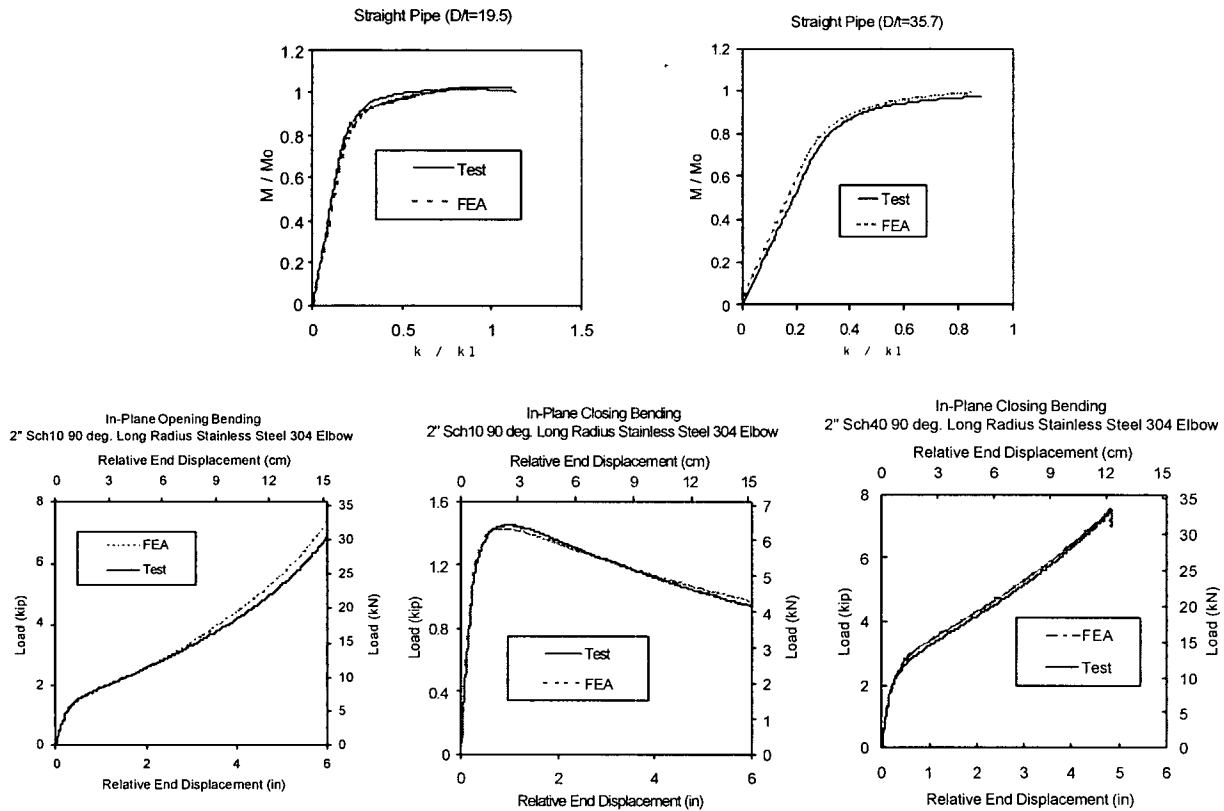 Straight Pipe (D/t=19.5)
1.2
1
0.8
0.6
0.4
0.2
0
M / Mo
Test
FEA
0 0.5 1 1.5
k / k1
Straight Pipe (D/t=35.7)
1.2
1
0.8
0.6
0.4
0.2
0
M / Mo
Test
FEA
0 0.2 0.4 0.6 0.8 1
k / k1
In-Plane Opening Bending
2" Sch10 90 deg. Long Radius Stainless Steel 304 Elbow
Relative End Displacement (cm)
0 3 6 9 12 15
8
6
4
2
0
Load (kip)
FEA
Test
35
30
25
20
15
10
5
0
Load (kN)
0 2 4 6
Relative End Displacement (in)
In-Plane Closing Bending
2" Sch10 90 deg. Long Radius Stainless Steel 304 Elbow
Relative End Displacement (cm)
0 3 6 9 12 15
1.6
1.2
0.8
0.4
0
Load (kip)
Test
FEA
7
6
5
4
3
2
1
0
Load (kN)
0 2 4 6
Relative End Displacement (in)
In-Plane Closing Bending
2" Sch40 90 deg. Long Radius Stainless Steel 304 Elbow
Relative End Displacement (cm)
0 3 6 9 12 15
8
6
4
2
0
Load (kip)
FEA
Test
35
30
25
20
15
10
5
0
Load (kN)
0 1 2 3 4 5 6
Relative End Displacement (in)